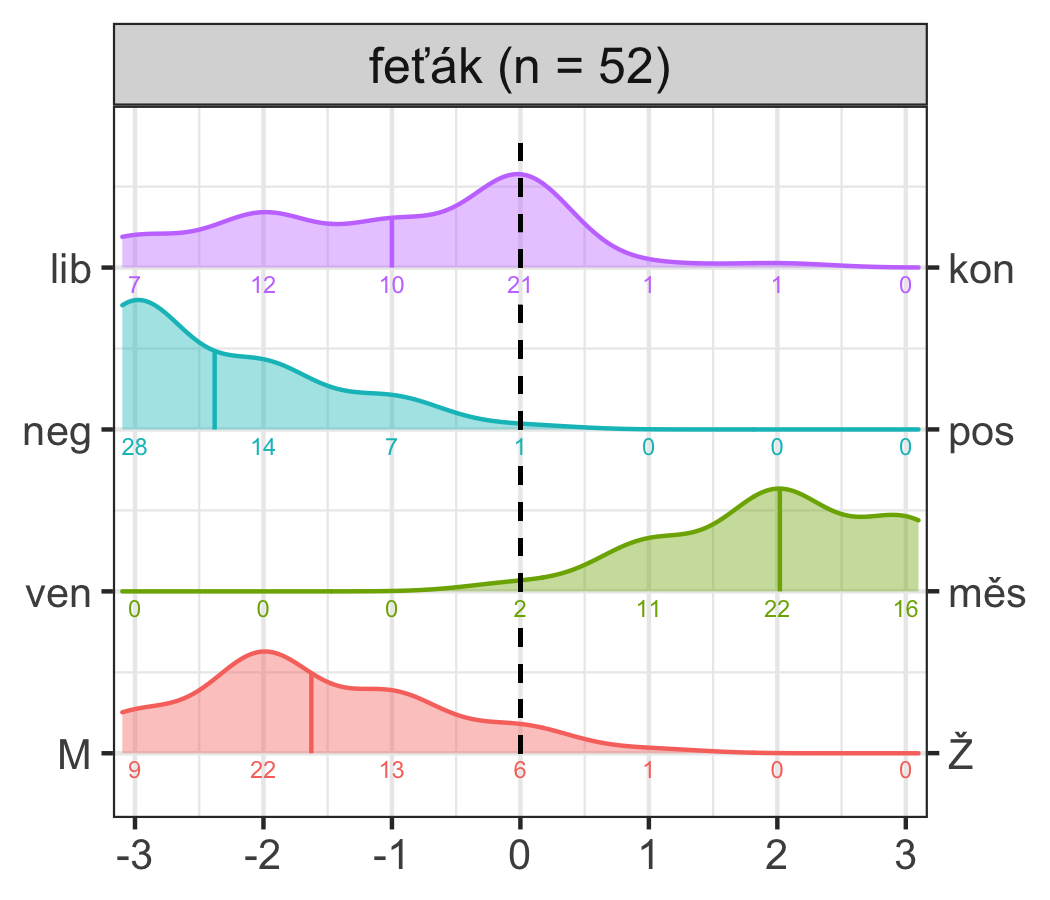 feťák (n = 52)
lib kon
7 12 10 21 1 1 0
neg pos
28 14 7 1 0 0 0
ven měs
0 0 0 2 11 22 16
M Ž
9 22 13 6 1 0 0
-3 -2 -1 0 1 2 3